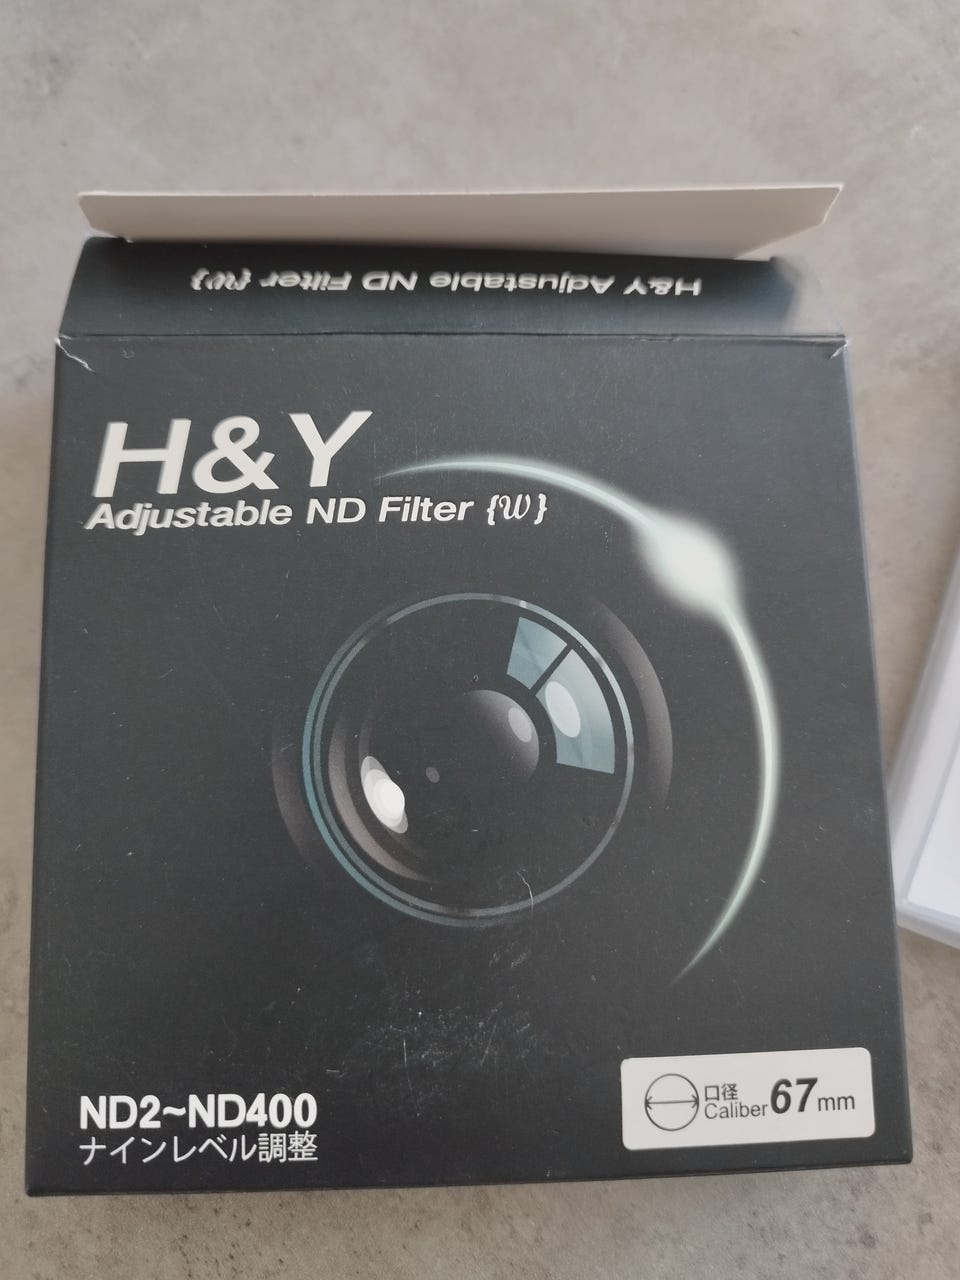 H&Y Adjustable ND Filter {W}
H&Y
Adjustable ND Filter {W}
ND2~ND400
ナインレベル調整
口径
Caliber 67mm